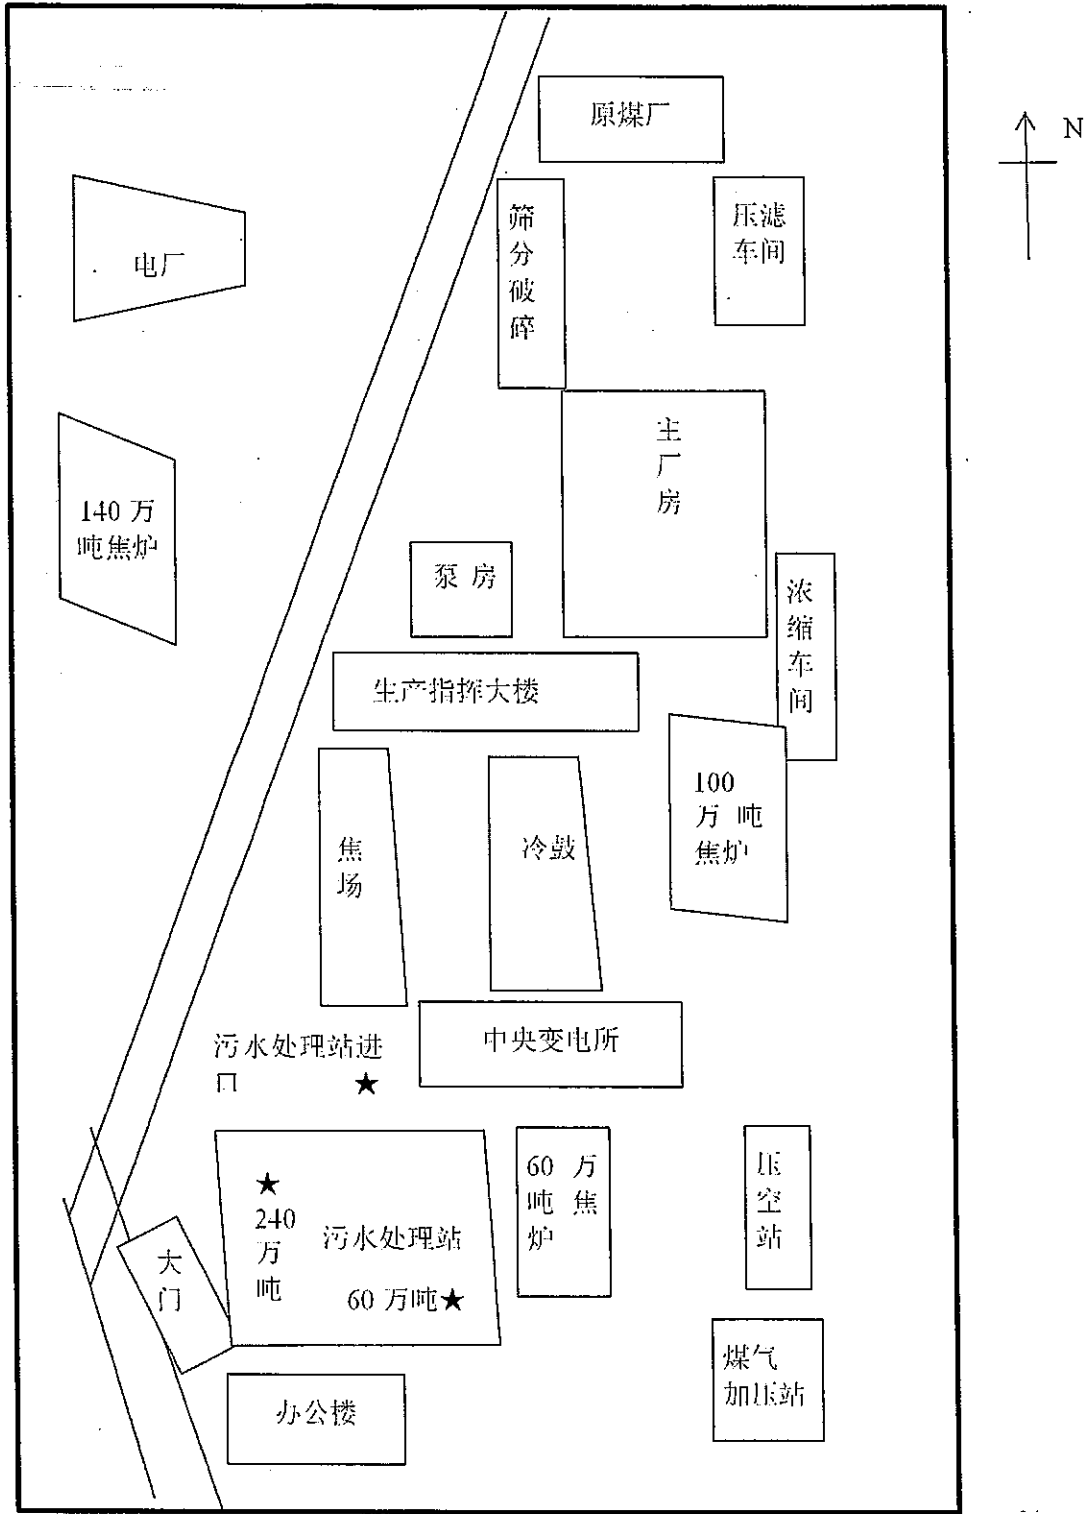 N
原煤厂
筛
分
破
碎
压滤
车间
电厂
主
厂
房
140 万
吨焦炉
泵 房
浓
缩
车
间
生产指挥大楼
100
万 吨
焦炉
焦
场
冷鼓
中央变电所
污水处理站进
口 ★
60 万
吨 焦
炉
压
空
站
★
240
万
吨
污水处理站
60 万吨★
大
门
煤气
加压站
办公楼